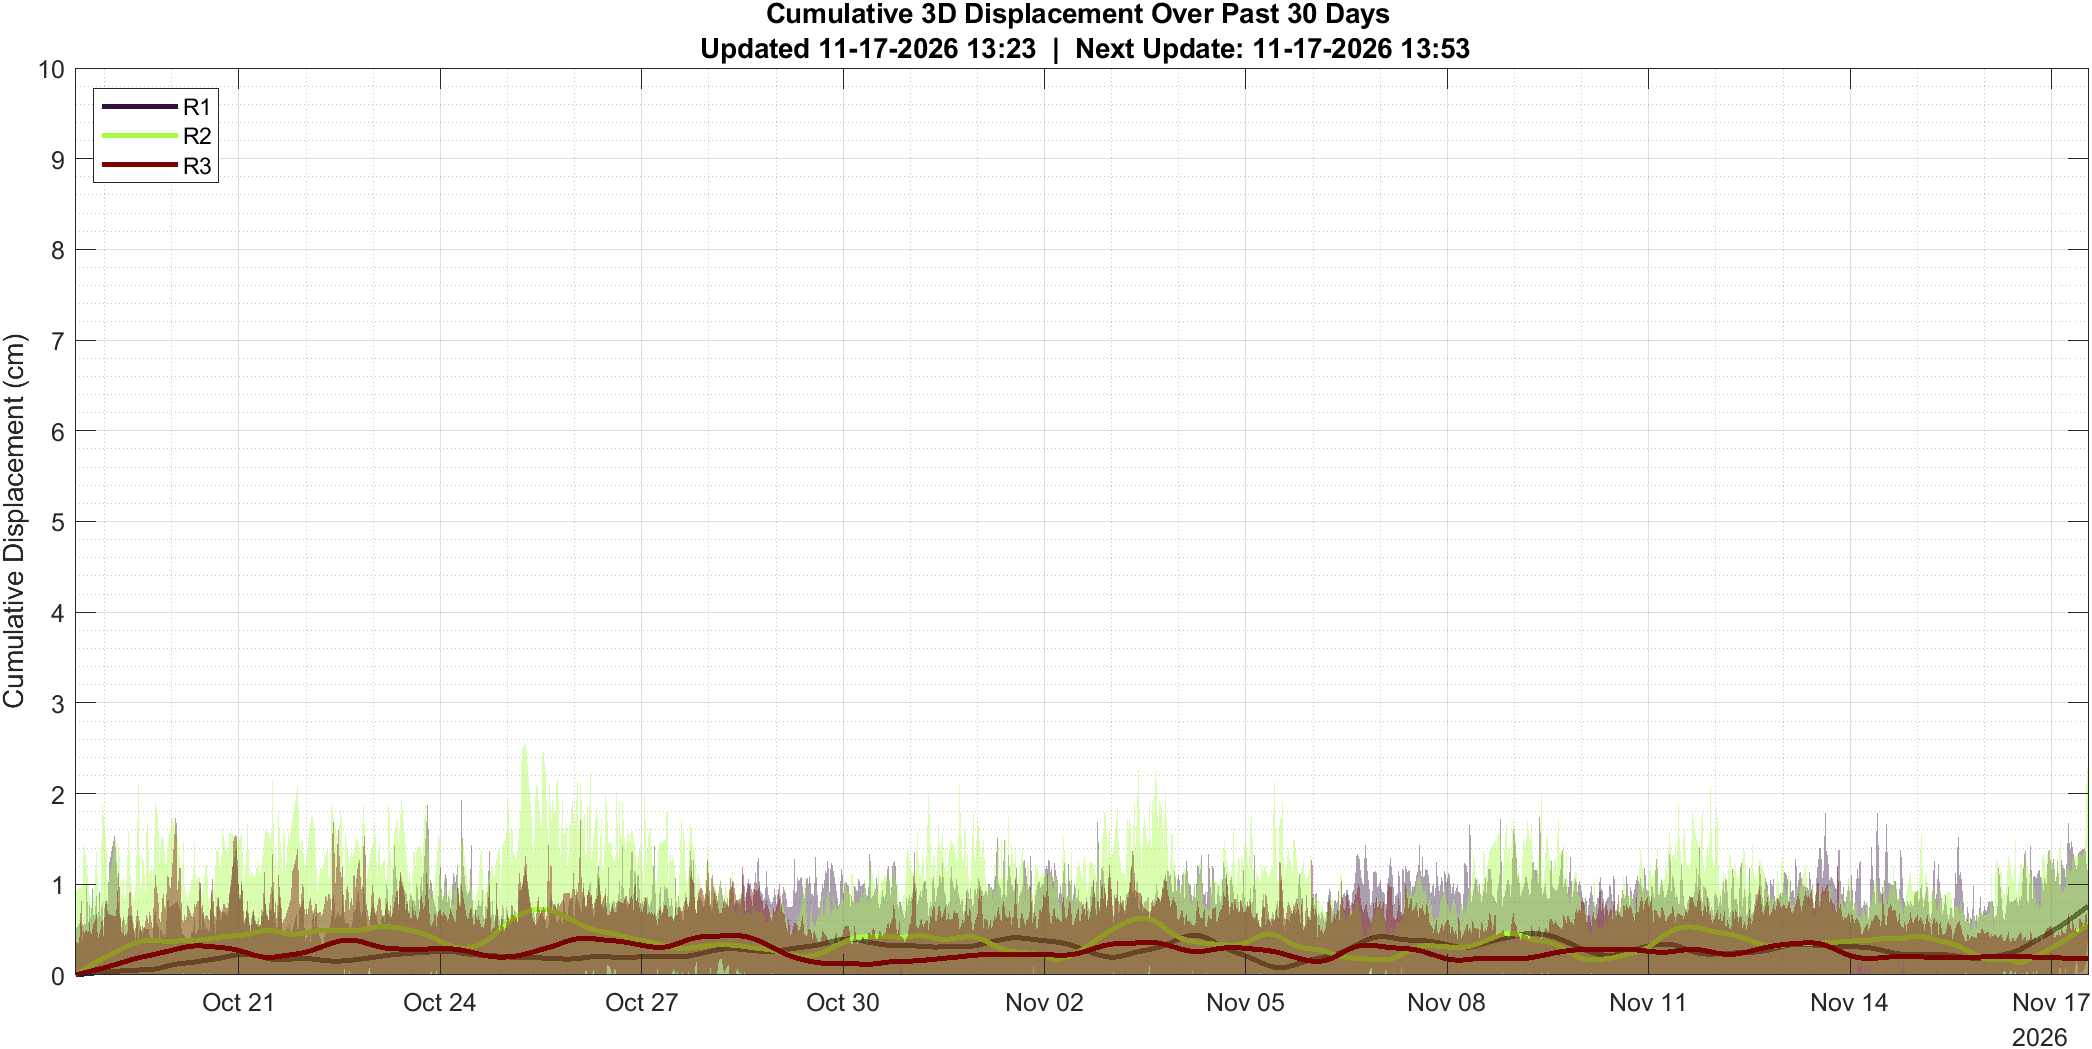 Cumulative 3D Displacement Over Past 30 Days
Updated 11-17-2026 13:23 | Next Update: 11-17-2026 13:53
R1
R2
R3
Cumulative Displacement (cm)
10
9
8
7
6
5
4
3
2
1
0
Oct 21 Oct 24 Oct 27 Oct 30 Nov 02 Nov 05 Nov 08 Nov 11 Nov 14 Nov 17
2026